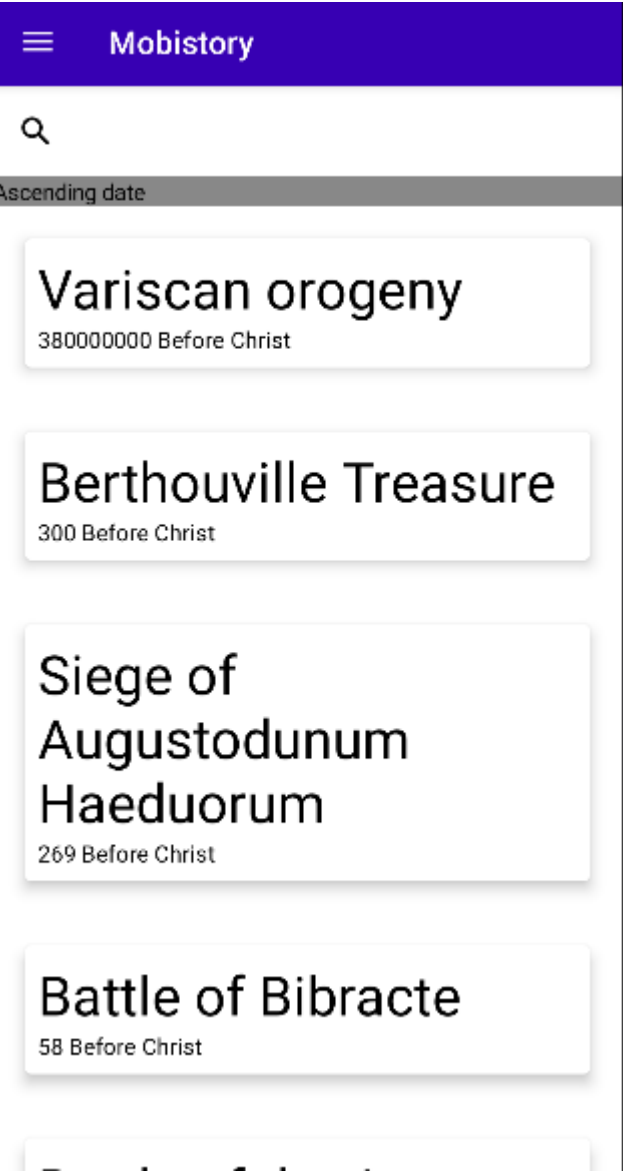 Mobistory
Ascending date
Variscan orogeny
380000000 Before Christ
Berthouville Treasure
300 Before Christ
Siege of
Augustodunum
Haeduorum
269 Before Christ
Battle of Bibracte
58 Before Christ